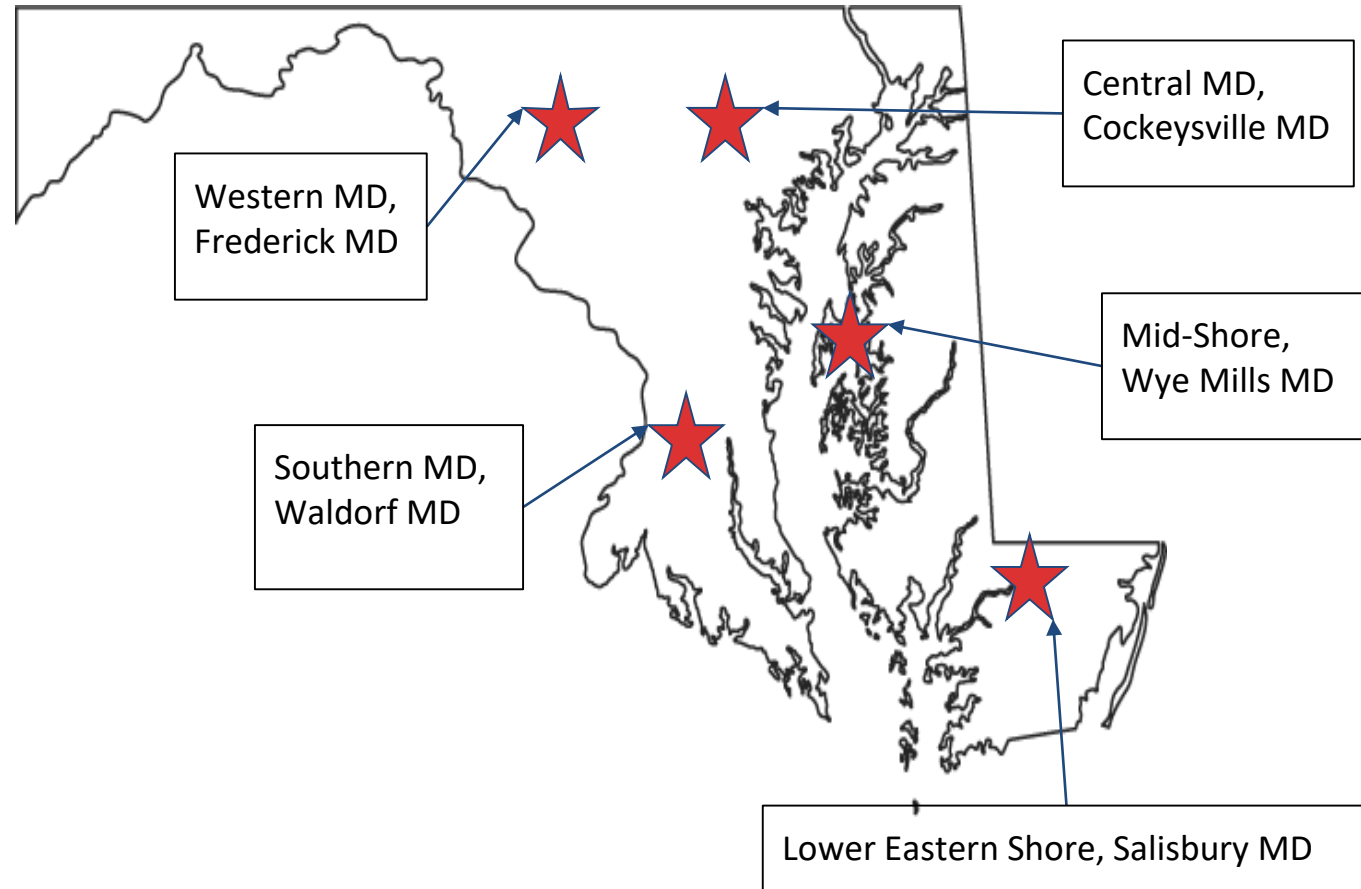 Central MD,
Cockeysville MD
Western MD,
Frederick MD
Mid-Shore,
Wye Mills MD
Southern MD,
Waldorf MD
Lower Eastern Shore, Salisbury MD